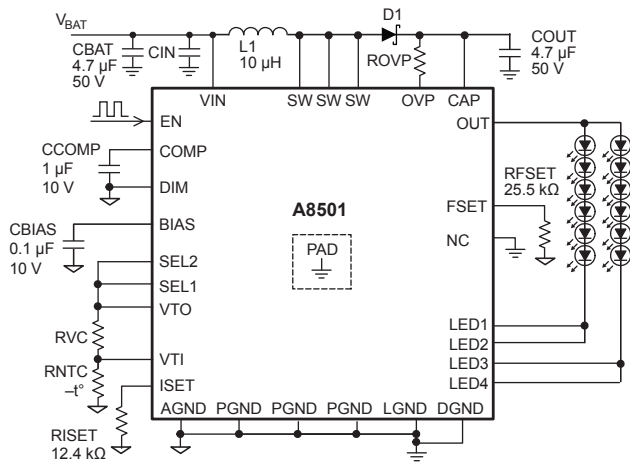 V_BAT
D1
CBAT
4.7 µF
50 V
CIN
L1
10 µH
ROVP
COUT
4.7 µF
50 V
VIN
SW SW SW
OVP
CAP
EN
OUT
CCOMP
1 µF
10 V
COMP
DIM
RFSET
25.5 kΩ
A8501
FSET
CBIAS
0.1 µF
10 V
BIAS
PAD
NC
SEL2
SEL1
VTO
RVC
LED1
LED2
VTI
LED3
RNTC
–t°
ISET
LED4
AGND PGND PGND PGND LGND DGND
RISET
12.4 kΩ